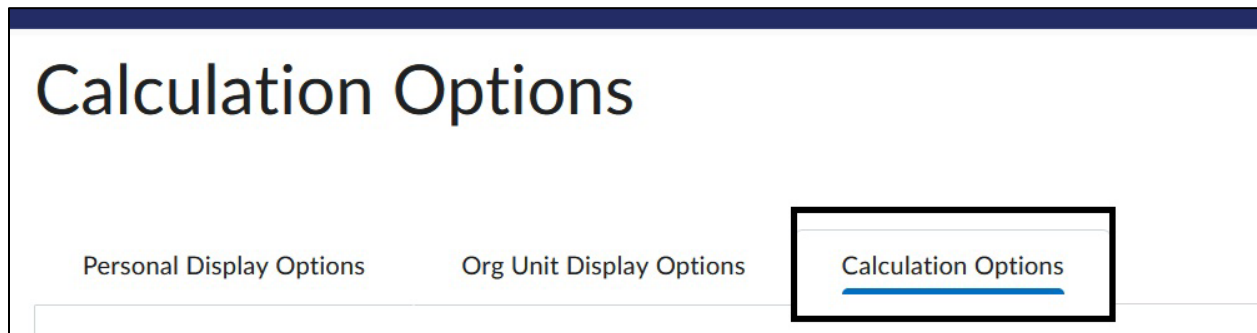 Calculation Options
Personal Display Options
Org Unit Display Options
Calculation Options